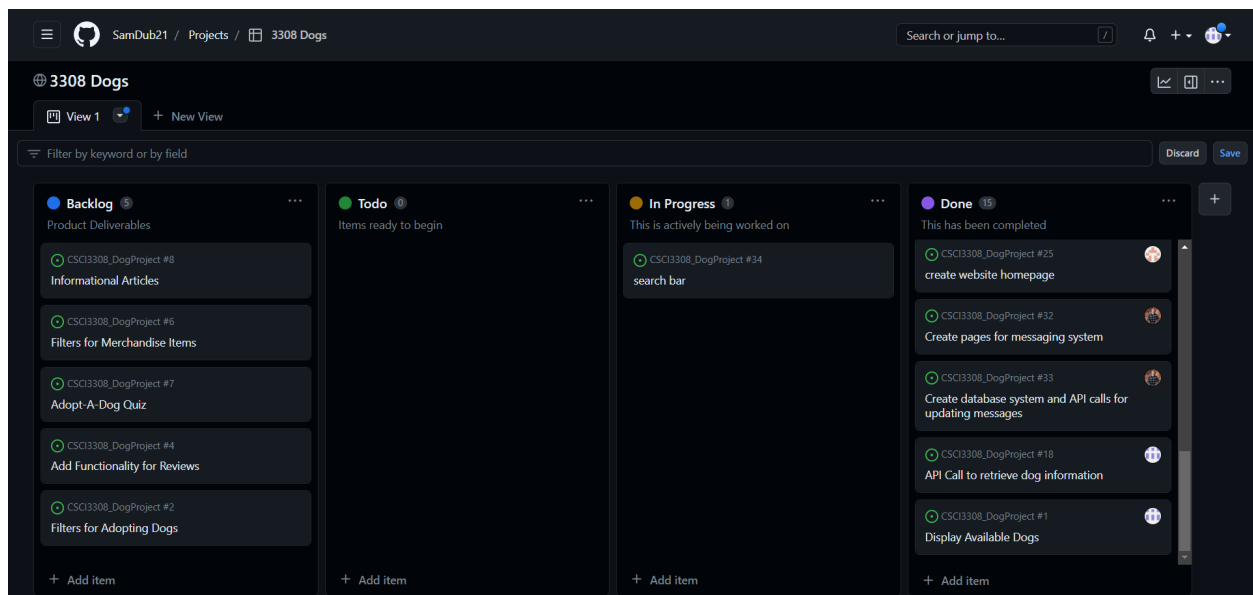 SamDub21 / Projects / 3308 Dogs
Search or jump to... /
3308 Dogs
View 1
New View
Filter by keyword or by field
Discard
Save
Backlog 5
Product Deliverables
CSCI3308_DogProject #8
Informational Articles
CSCI3308_DogProject #6
Filters for Merchandise Items
CSCI3308_DogProject #7
Adopt-A-Dog Quiz
CSCI3308_DogProject #4
Add Functionality for Reviews
CSCI3308_DogProject #2
Filters for Adopting Dogs
+ Add item
Todo 0
Items ready to begin
+ Add item
In Progress 1
This is actively being worked on
CSCI3308_DogProject #34
search bar
+ Add item
Done 15
This has been completed
CSCI3308_DogProject #25
create website homepage
CSCI3308_DogProject #32
Create pages for messaging system
CSCI3308_DogProject #33
Create database system and API calls for
updating messages
CSCI3308_DogProject #18
API Call to retrieve dog information
CSCI3308_DogProject #1
Display Available Dogs
+ Add item